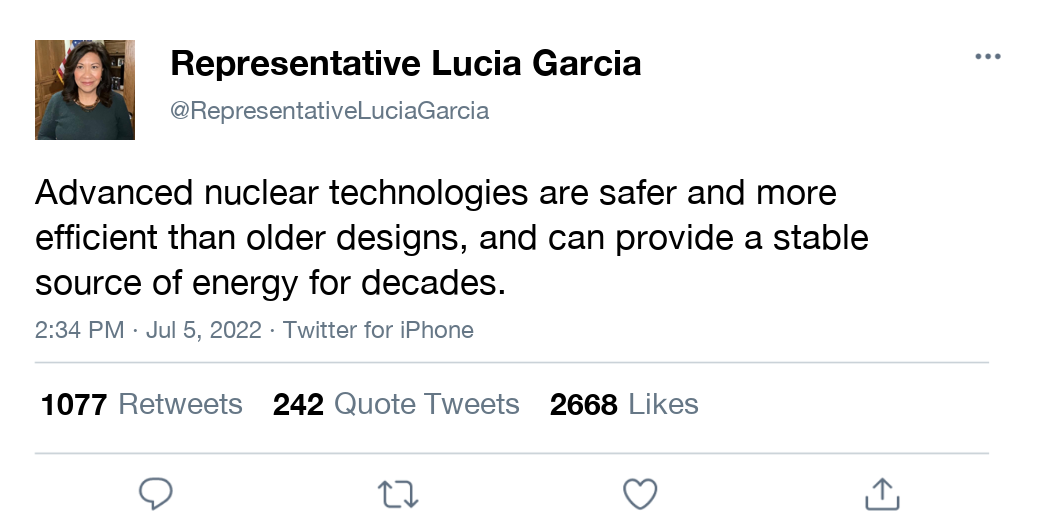 Representative Lucia Garcia
@RepresentativeLuciaGarcia
Advanced nuclear technologies are safer and more
efficient than older designs, and can provide a stable
source of energy for decades.
2:34 PM · Jul 5, 2022 · Twitter for iPhone
1077 Retweets 242 Quote Tweets 2668 Likes